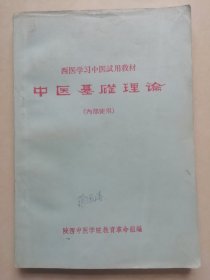 西医学习中医试用教材
中医基础理论
(内部使用)
陕西中医学院教育革命组编